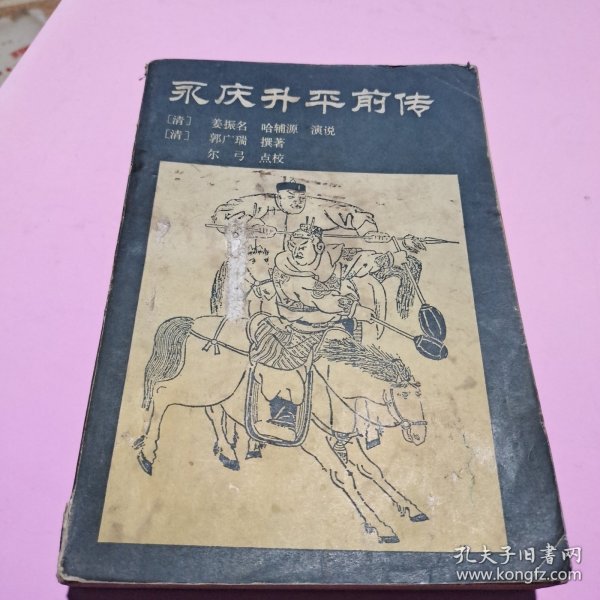 永庆升平前传
［清］ 姜振名 哈辅源 演说
［清］ 郭广瑞 撰著
尔弓 点校
孔夫子旧書网
www.kongfz.com